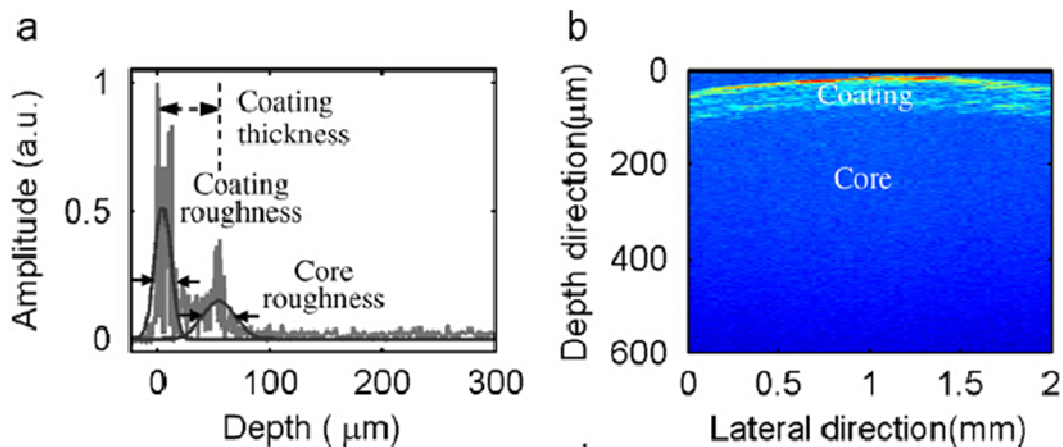 a
Amplitude (a.u.)
1
0.5
0
Coating
thickness
Coating
roughness
Core
roughness
0
100
200
300
Depth ( μm)
b
Depth direction(μm)
0
200
400
600
Coating
Core
0
0.5
1
1.5
2
Lateral direction(mm)